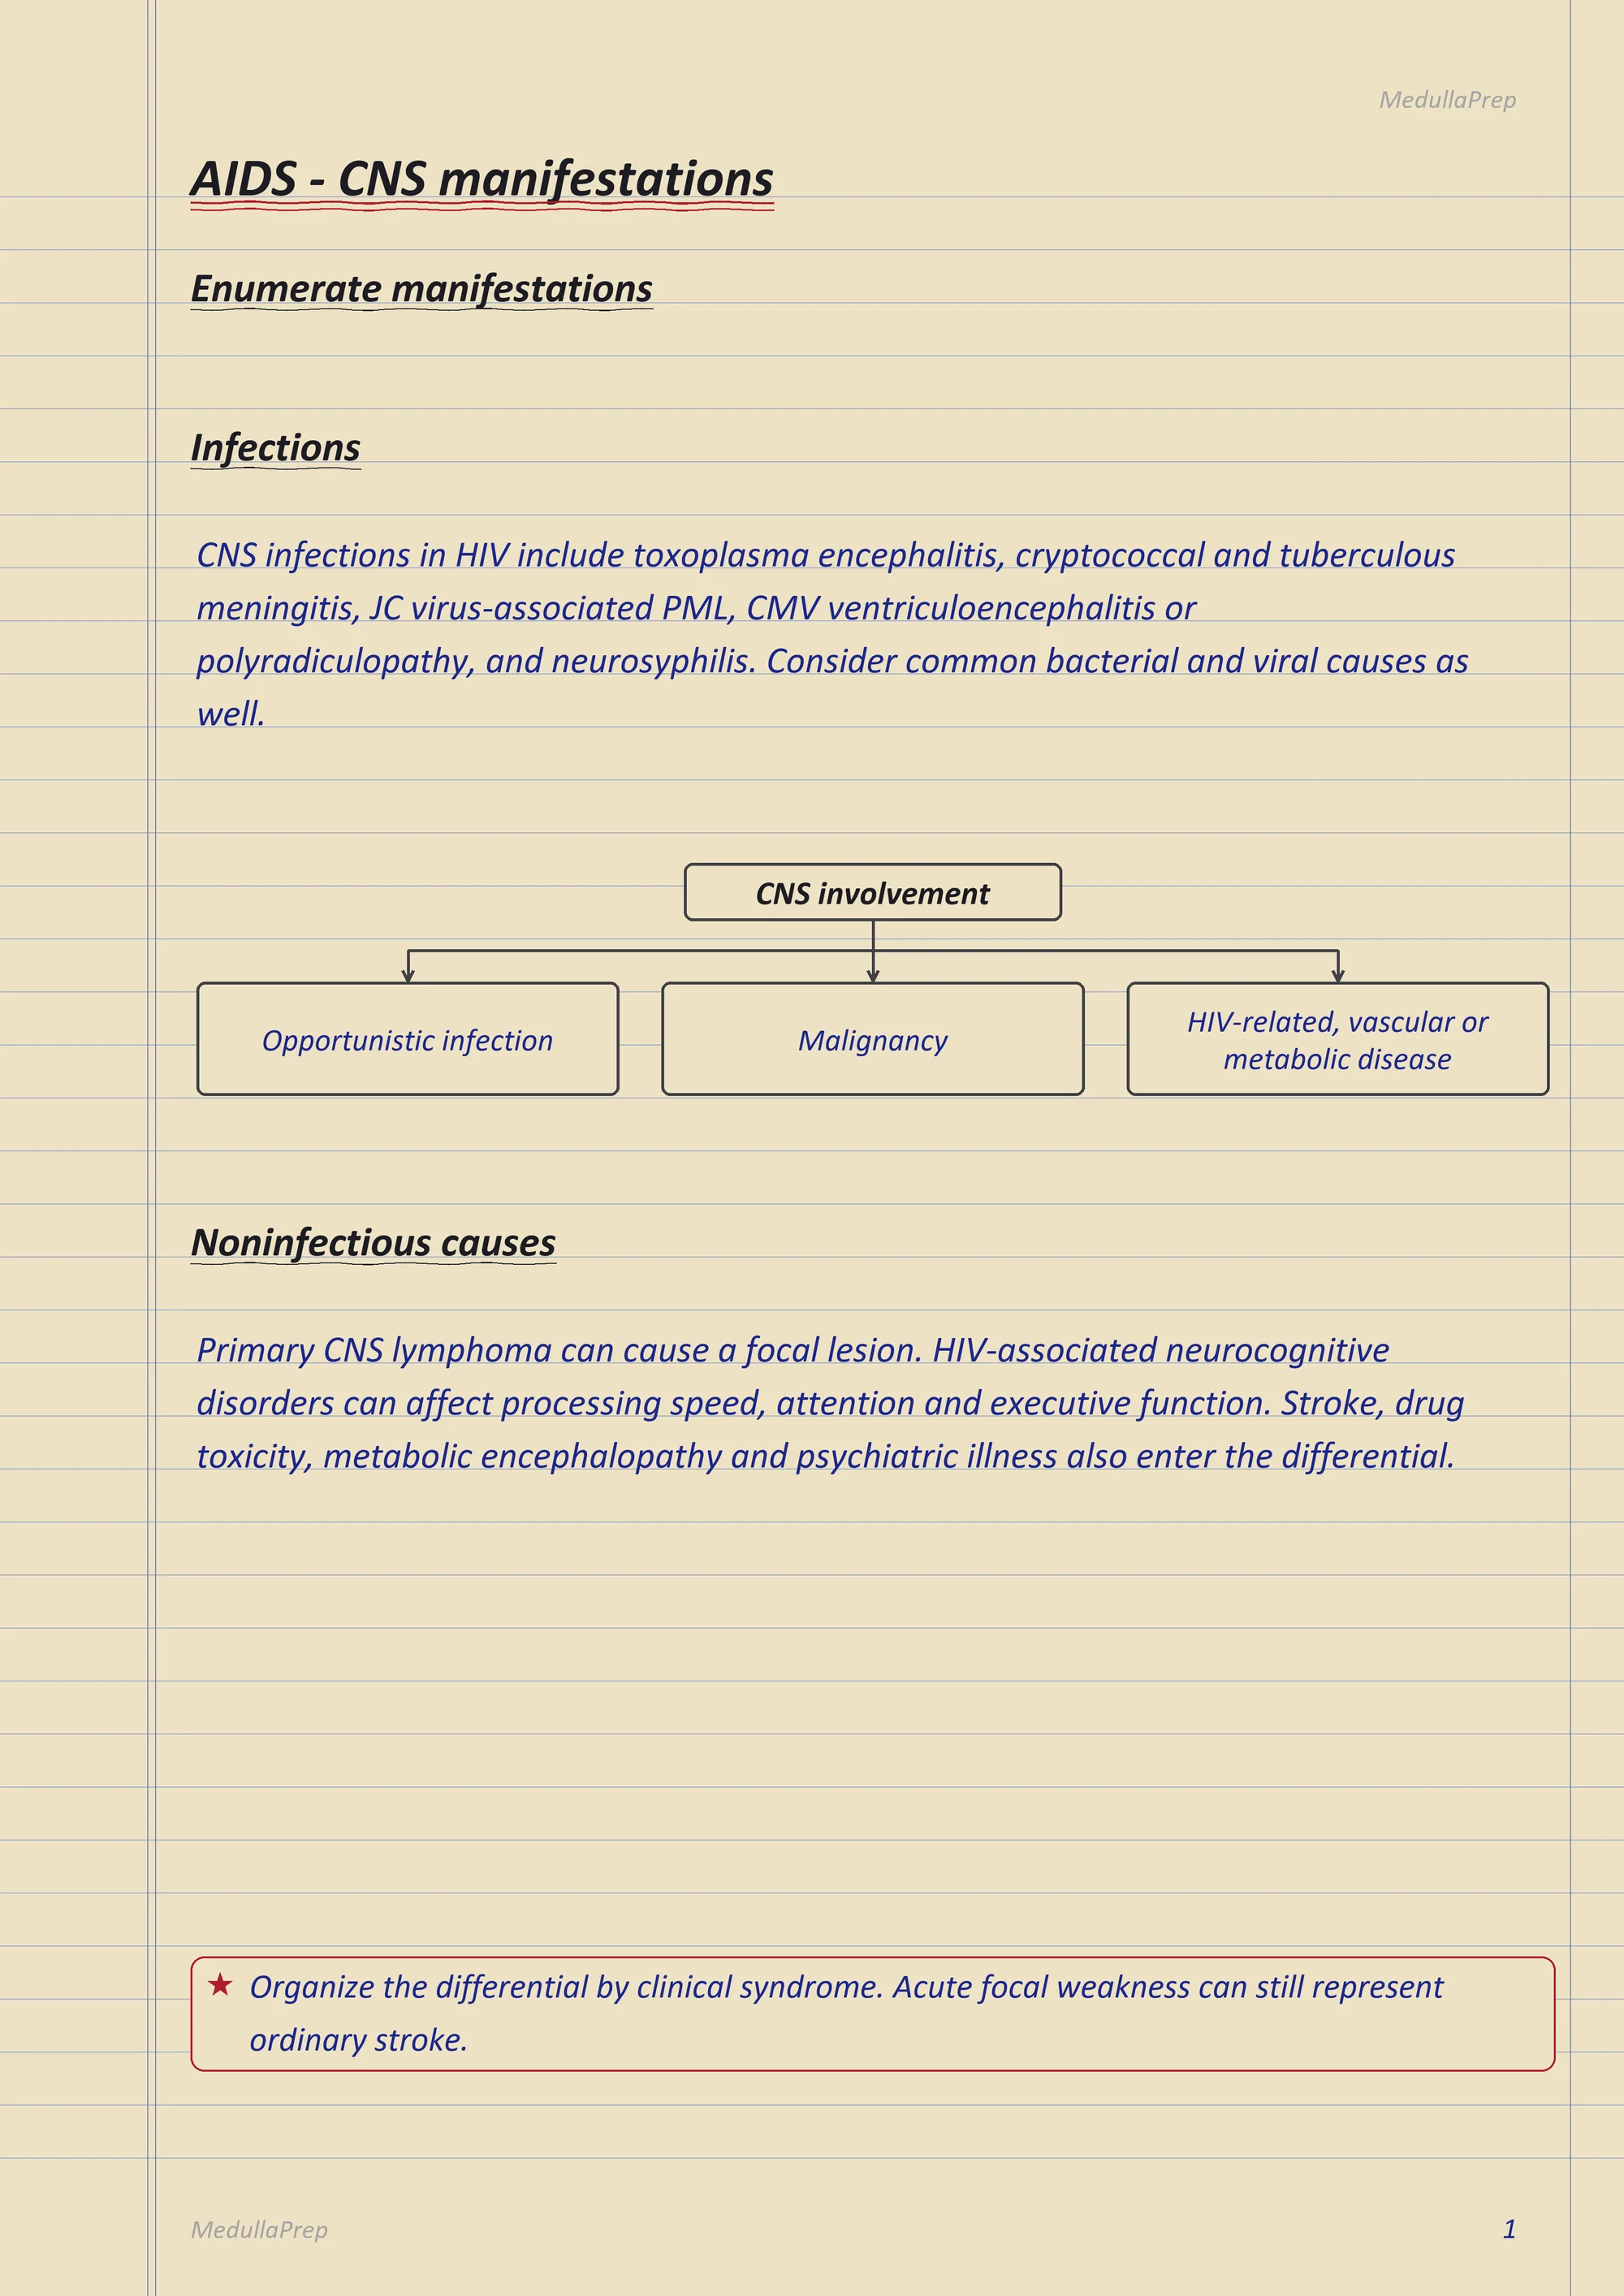 MedullaPrep
AIDS - CNS manifestations
Enumerate manifestations
Infections
CNS infections in HIV include toxoplasma encephalitis, cryptococcal and tuberculous
meningitis, JC virus-associated PML, CMV ventriculoencephalitis or
polyradiculopathy, and neurosyphilis. Consider common bacterial and viral causes as
well.
CNS involvement
Opportunistic infection
Malignancy
HIV-related, vascular or
metabolic disease
Noninfectious causes
Primary CNS lymphoma can cause a focal lesion. HIV-associated neurocognitive
disorders can affect processing speed, attention and executive function. Stroke, drug
toxicity, metabolic encephalopathy and psychiatric illness also enter the differential.
★ Organize the differential by clinical syndrome. Acute focal weakness can still represent
ordinary stroke.
MedullaPrep
1